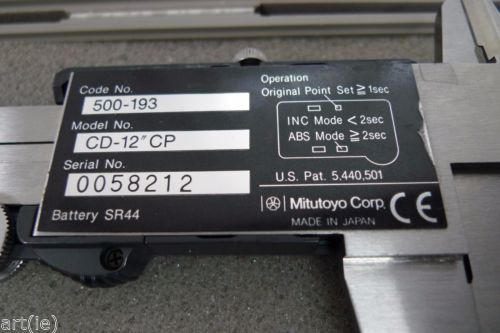 Code No.
500-193
Model No.
CD-12"CP
Serial No.
0058212
Battery SR44
Operation
Original Point Set ≧ 1sec
INC Mode < 2sec
ABS Mode ≧ 2sec
U.S. Pat. 5,440,501
Mitutoyo Corp.
MADE IN JAPAN
CE
art(ie)